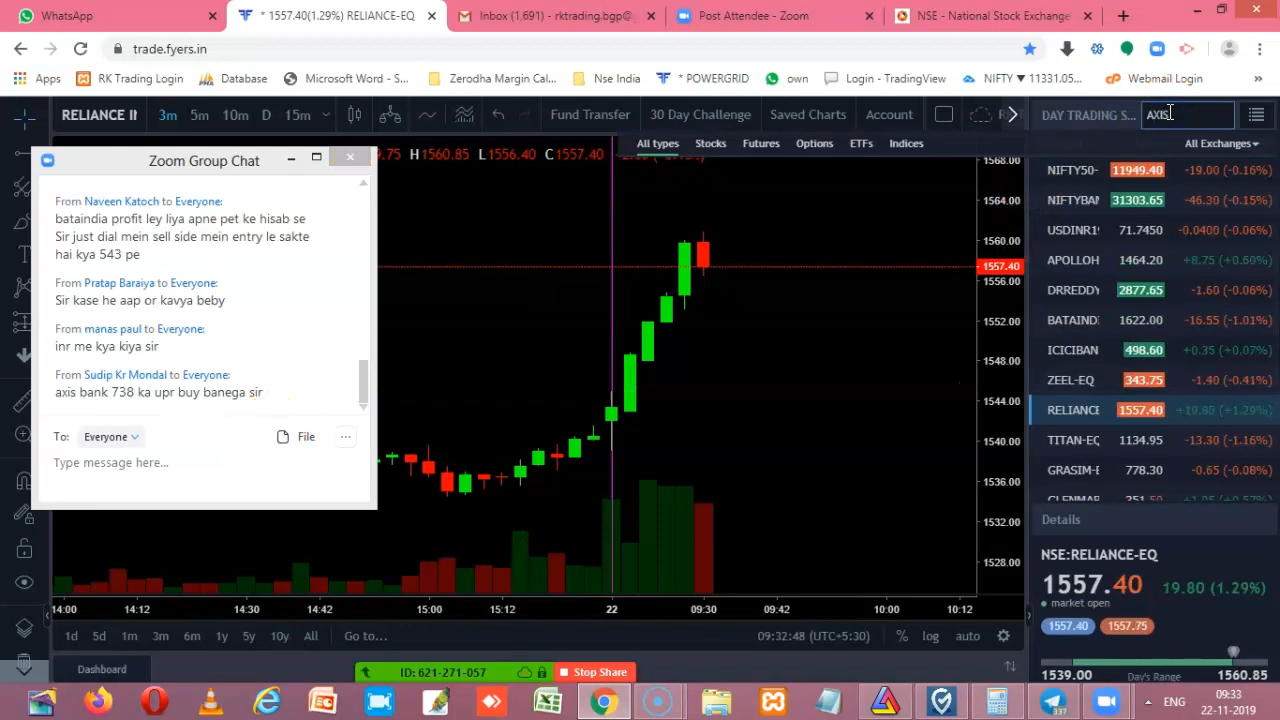 WhatsApp
* 1557.40(1.29%) RELIANCE-EQ
Inbox (1,691) - rktrading.bgp@
Post Attendee - Zoom
NSE - National Stock Exchange
trade.fyers.in
Apps
RK Trading Login
Database
Microsoft Word - S...
Zerodha Margin Cal...
Nse India
* POWERGRID
own
Login - TradingView
NIFTY ▼ 11331.05...
Webmail Login
»
RELIANCE I
3m
5m
10m
D
Fund Transfer
30 Day Challenge
Saved Charts
Account
DAY TRADING S...
AXIS
All types
Stocks
Futures
Options
ETFs
Indices
All Exchanges
9.75 H1560.85 L1556.40 C1557.40
Zoom Group Chat
From Naveen Katoch to Everyone:
bataindia profit ley liya apne pet ke hisab se
Sir just dial mein sell side mein entry le sakte
hai kya 543 pe
From Pratap Baraiya to Everyone:
Sir kase he aap or kavya beby
From manas paul to Everyone:
inr me kya kiya sir
From Sudip Kr Mondal to Everyone:
axis bank 738 ka upr buy banega sir
To: Everyone
File
...
Type message here...
1568.00
1564.00
1560.00
1557.40
1556.00
1552.00
1548.00
1544.00
1540.00
1536.00
1532.00
1528.00
NIFTY50- 11949.40 -19.00 (-0.16%)
NIFTYBAN 31303.65 -46.30 (-0.15%)
USDINR19 71.7450 -0.0400 (-0.06%)
APOLLOH 1464.20 +8.75 (+0.60%)
DRREDDY 2877.65 -1.60 (-0.06%)
BATAIND 1622.00 -16.55 (-1.01%)
ICICIBAN 498.60 +0.35 (+0.07%)
ZEEL-EQ 343.75 -1.40 (-0.41%)
RELIANCE 1557.40 +19.80 (+1.29%)
TITAN-EQ 1134.95 -13.30 (-1.16%)
GRASIM-E 778.30 -0.65 (-0.08%)
GLENMAR 351.50 +1.95 (+0.57%)
Details
NSE:RELIANCE-EQ
1557.40 19.80 (1.29%)
market open
1557.40 1557.75
1539.00 Day's Range 1560.85
14:00 14:12 14:30 14:42 15:00 15:12 22 09:30 09:42 10:00 10:12
1d 5d 1m 3m 6m 1y 5y 10y All Go to...
09:32:48 (UTC+5:30) % log auto
Dashboard
ID: 621-271-057
Stop Share
337
ENG
09:33
22-11-2019